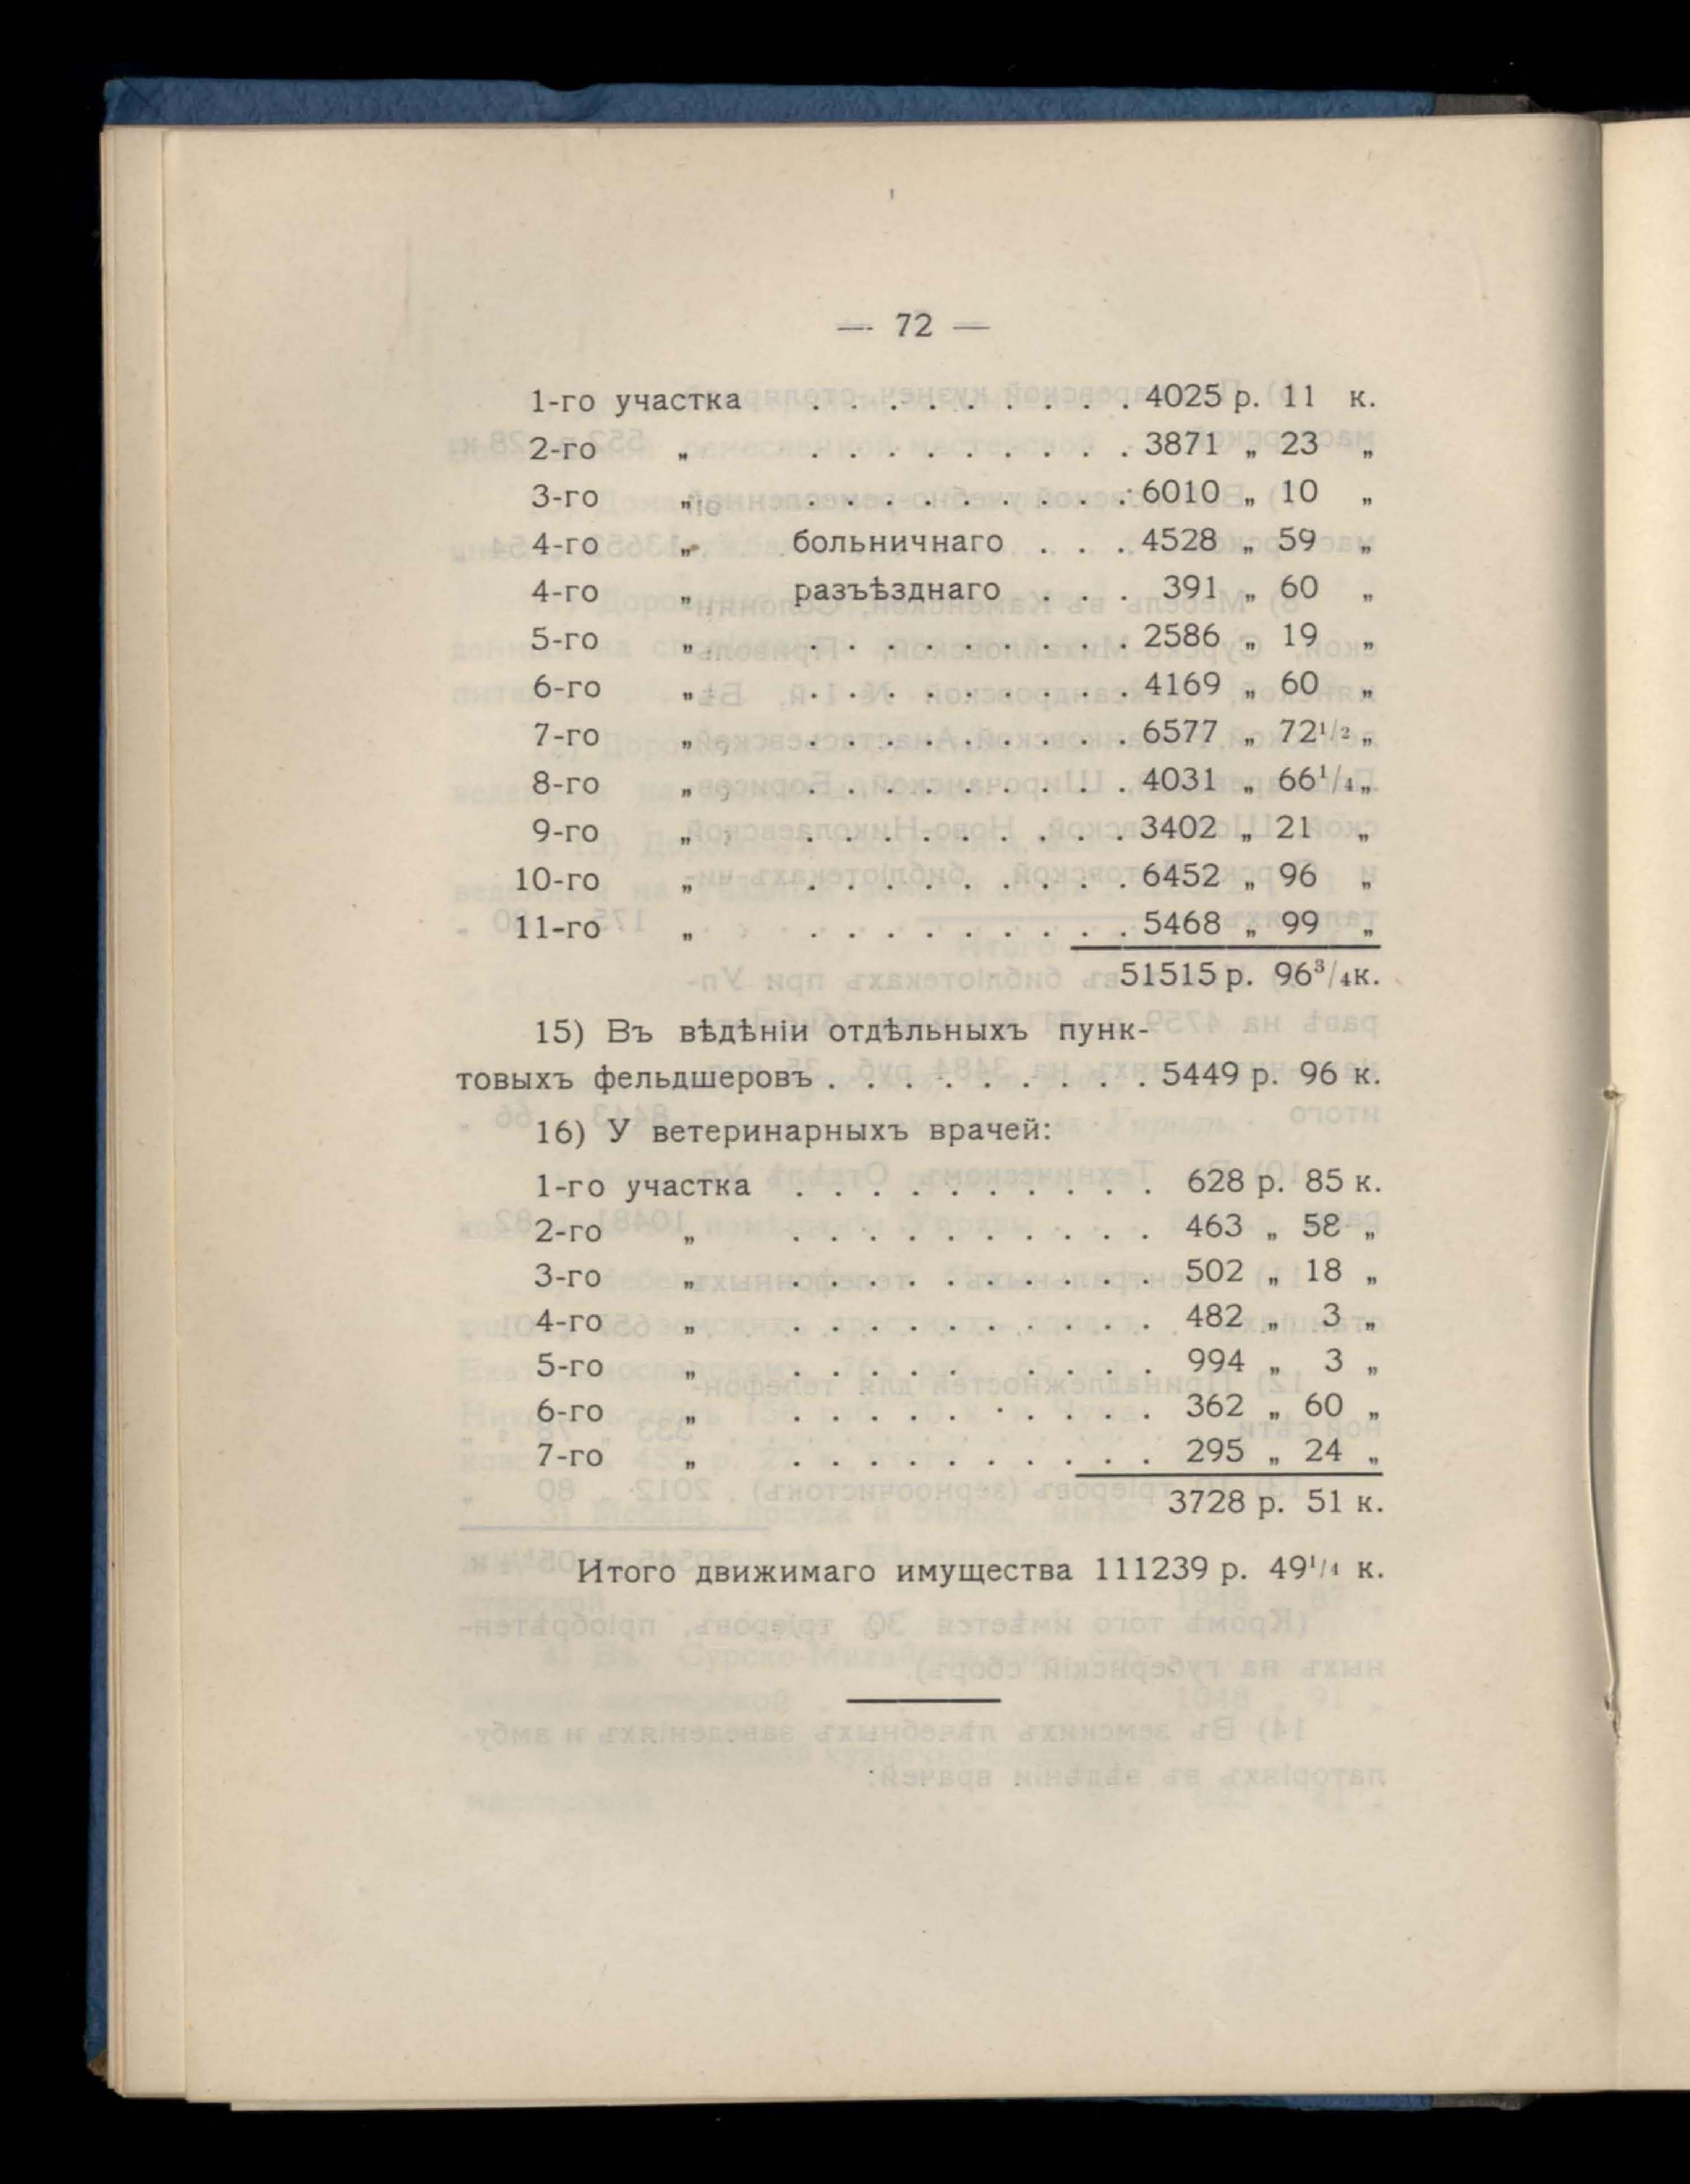 — 72 —
1-го участка . . . . . . . . . 4025 р. 11 к.
2-го „ . . . . . . . . . 3871 „ 23 „
3-го „ . . . . . . . . . 6010 „ 10 „
4-го „ больничнаго . . . 4528 „ 59 „
4-го „ разъѣзднаго . . . 391 „ 60 „
5-го „ . . . . . . . . . 2586 „ 19 „
6-го „ . . . . . . . . . 4169 „ 60 „
7-го „ . . . . . . . . . 6577 „ 72¹/₂ „
8-го „ . . . . . . . . . 4031 „ 66¹/₄ „
9-го „ . . . . . . . . . 3402 „ 21 „
10-го „ . . . . . . . . . 6452 „ 96 „
11-го „ . . . . . . . . . 5468 „ 99 „
51515 р. 96³/₄ к.
15) Въ вѣдѣніи отдѣльныхъ пунк-
товыхъ фельдшеровъ . . . . . . . . . 5449 р. 96 к.
16) У ветеринарныхъ врачей:
1-го участка . . . . . . . . . . 628 р. 85 к.
2-го „ . . . . . . . . . . 463 „ 58 „
3-го „ . . . . . . . . . . 502 „ 18 „
4-го „ . . . . . . . . . . 482 „ 3 „
5-го „ . . . . . . . . . . 994 „ 3 „
6-го „ . . . . . . . . . . 362 „ 60 „
7-го „ . . . . . . . . . . 295 „ 24 „
3728 р. 51 к.
Итого движимаго имущества 111239 р. 49¹/₄ к.